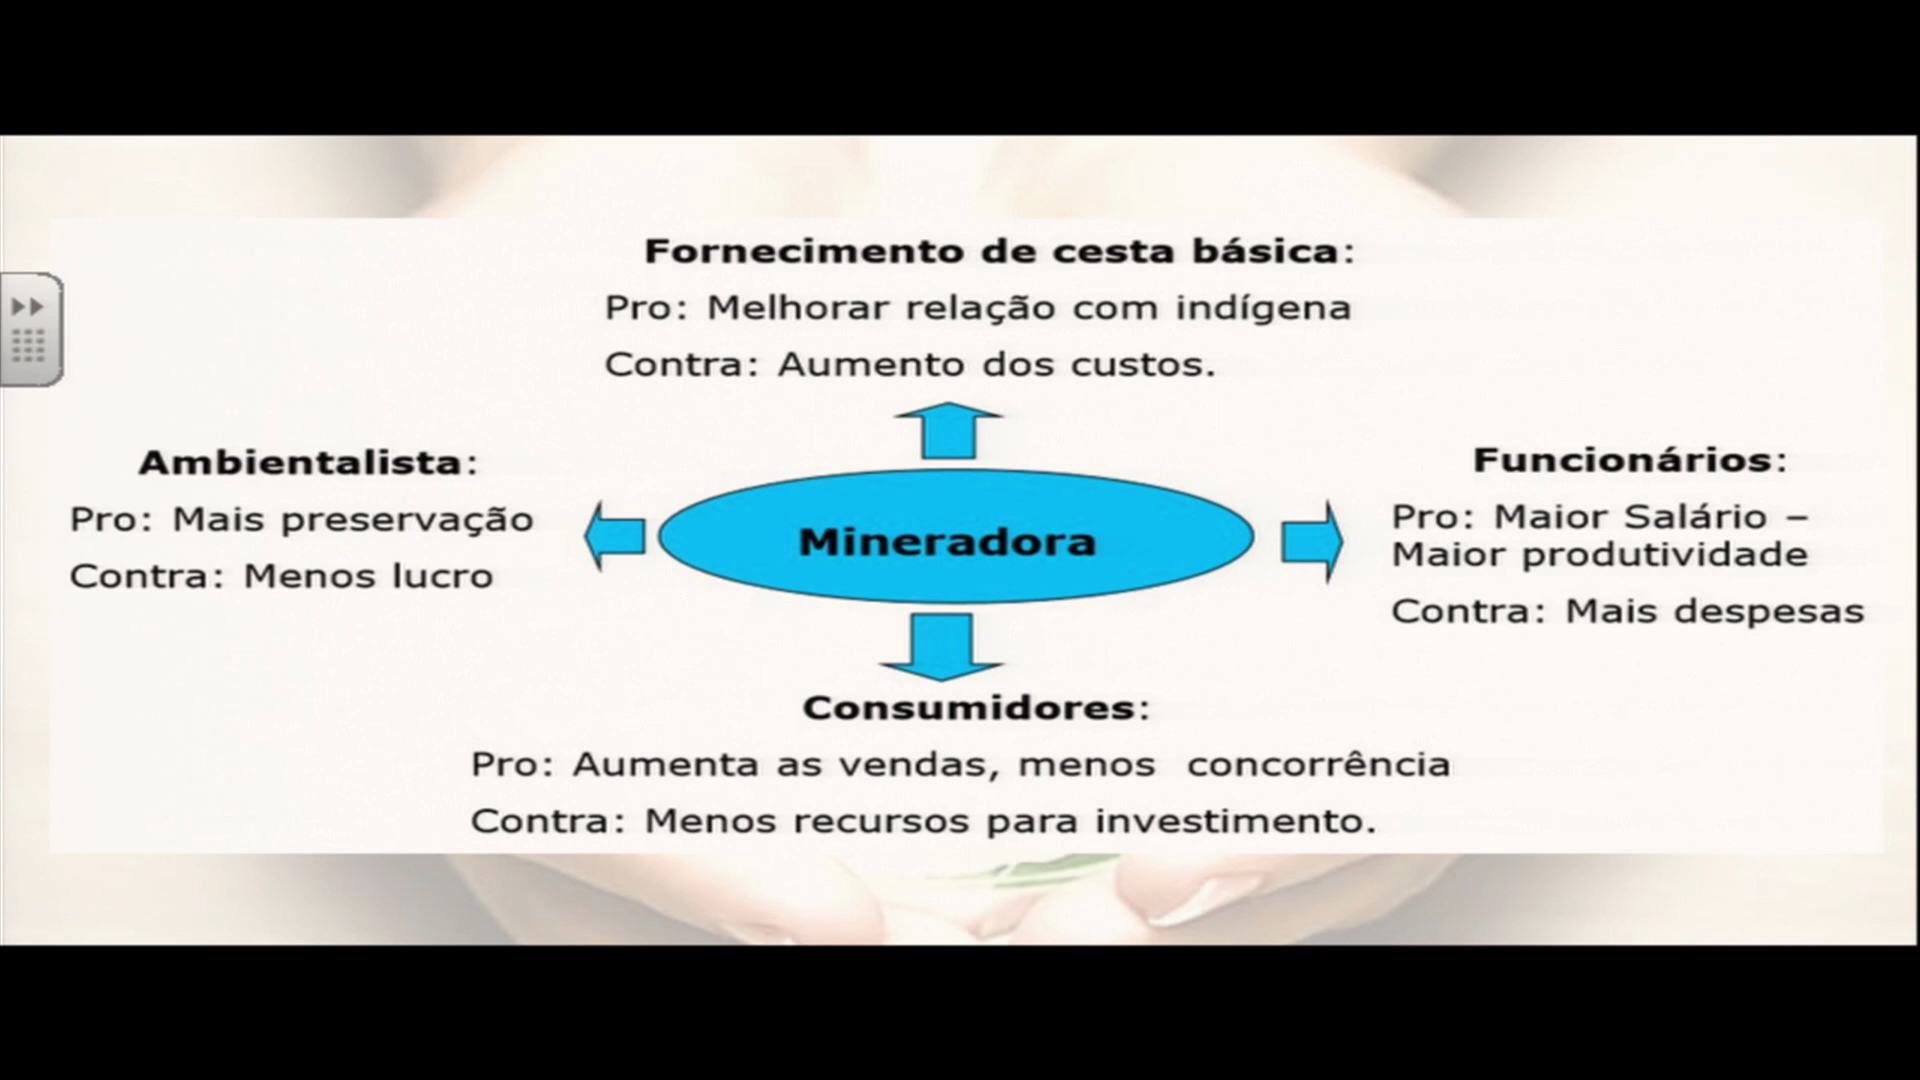 Fornecimento de cesta básica:
Pro: Melhorar relação com indígena
Contra: Aumento dos custos.
Ambientalista:
Pro: Mais preservação
Contra: Menos lucro
Mineradora
Funcionários:
Pro: Maior Salário –
Maior produtividade
Contra: Mais despesas
Consumidores:
Pro: Aumenta as vendas, menos concorrência
Contra: Menos recursos para investimento.